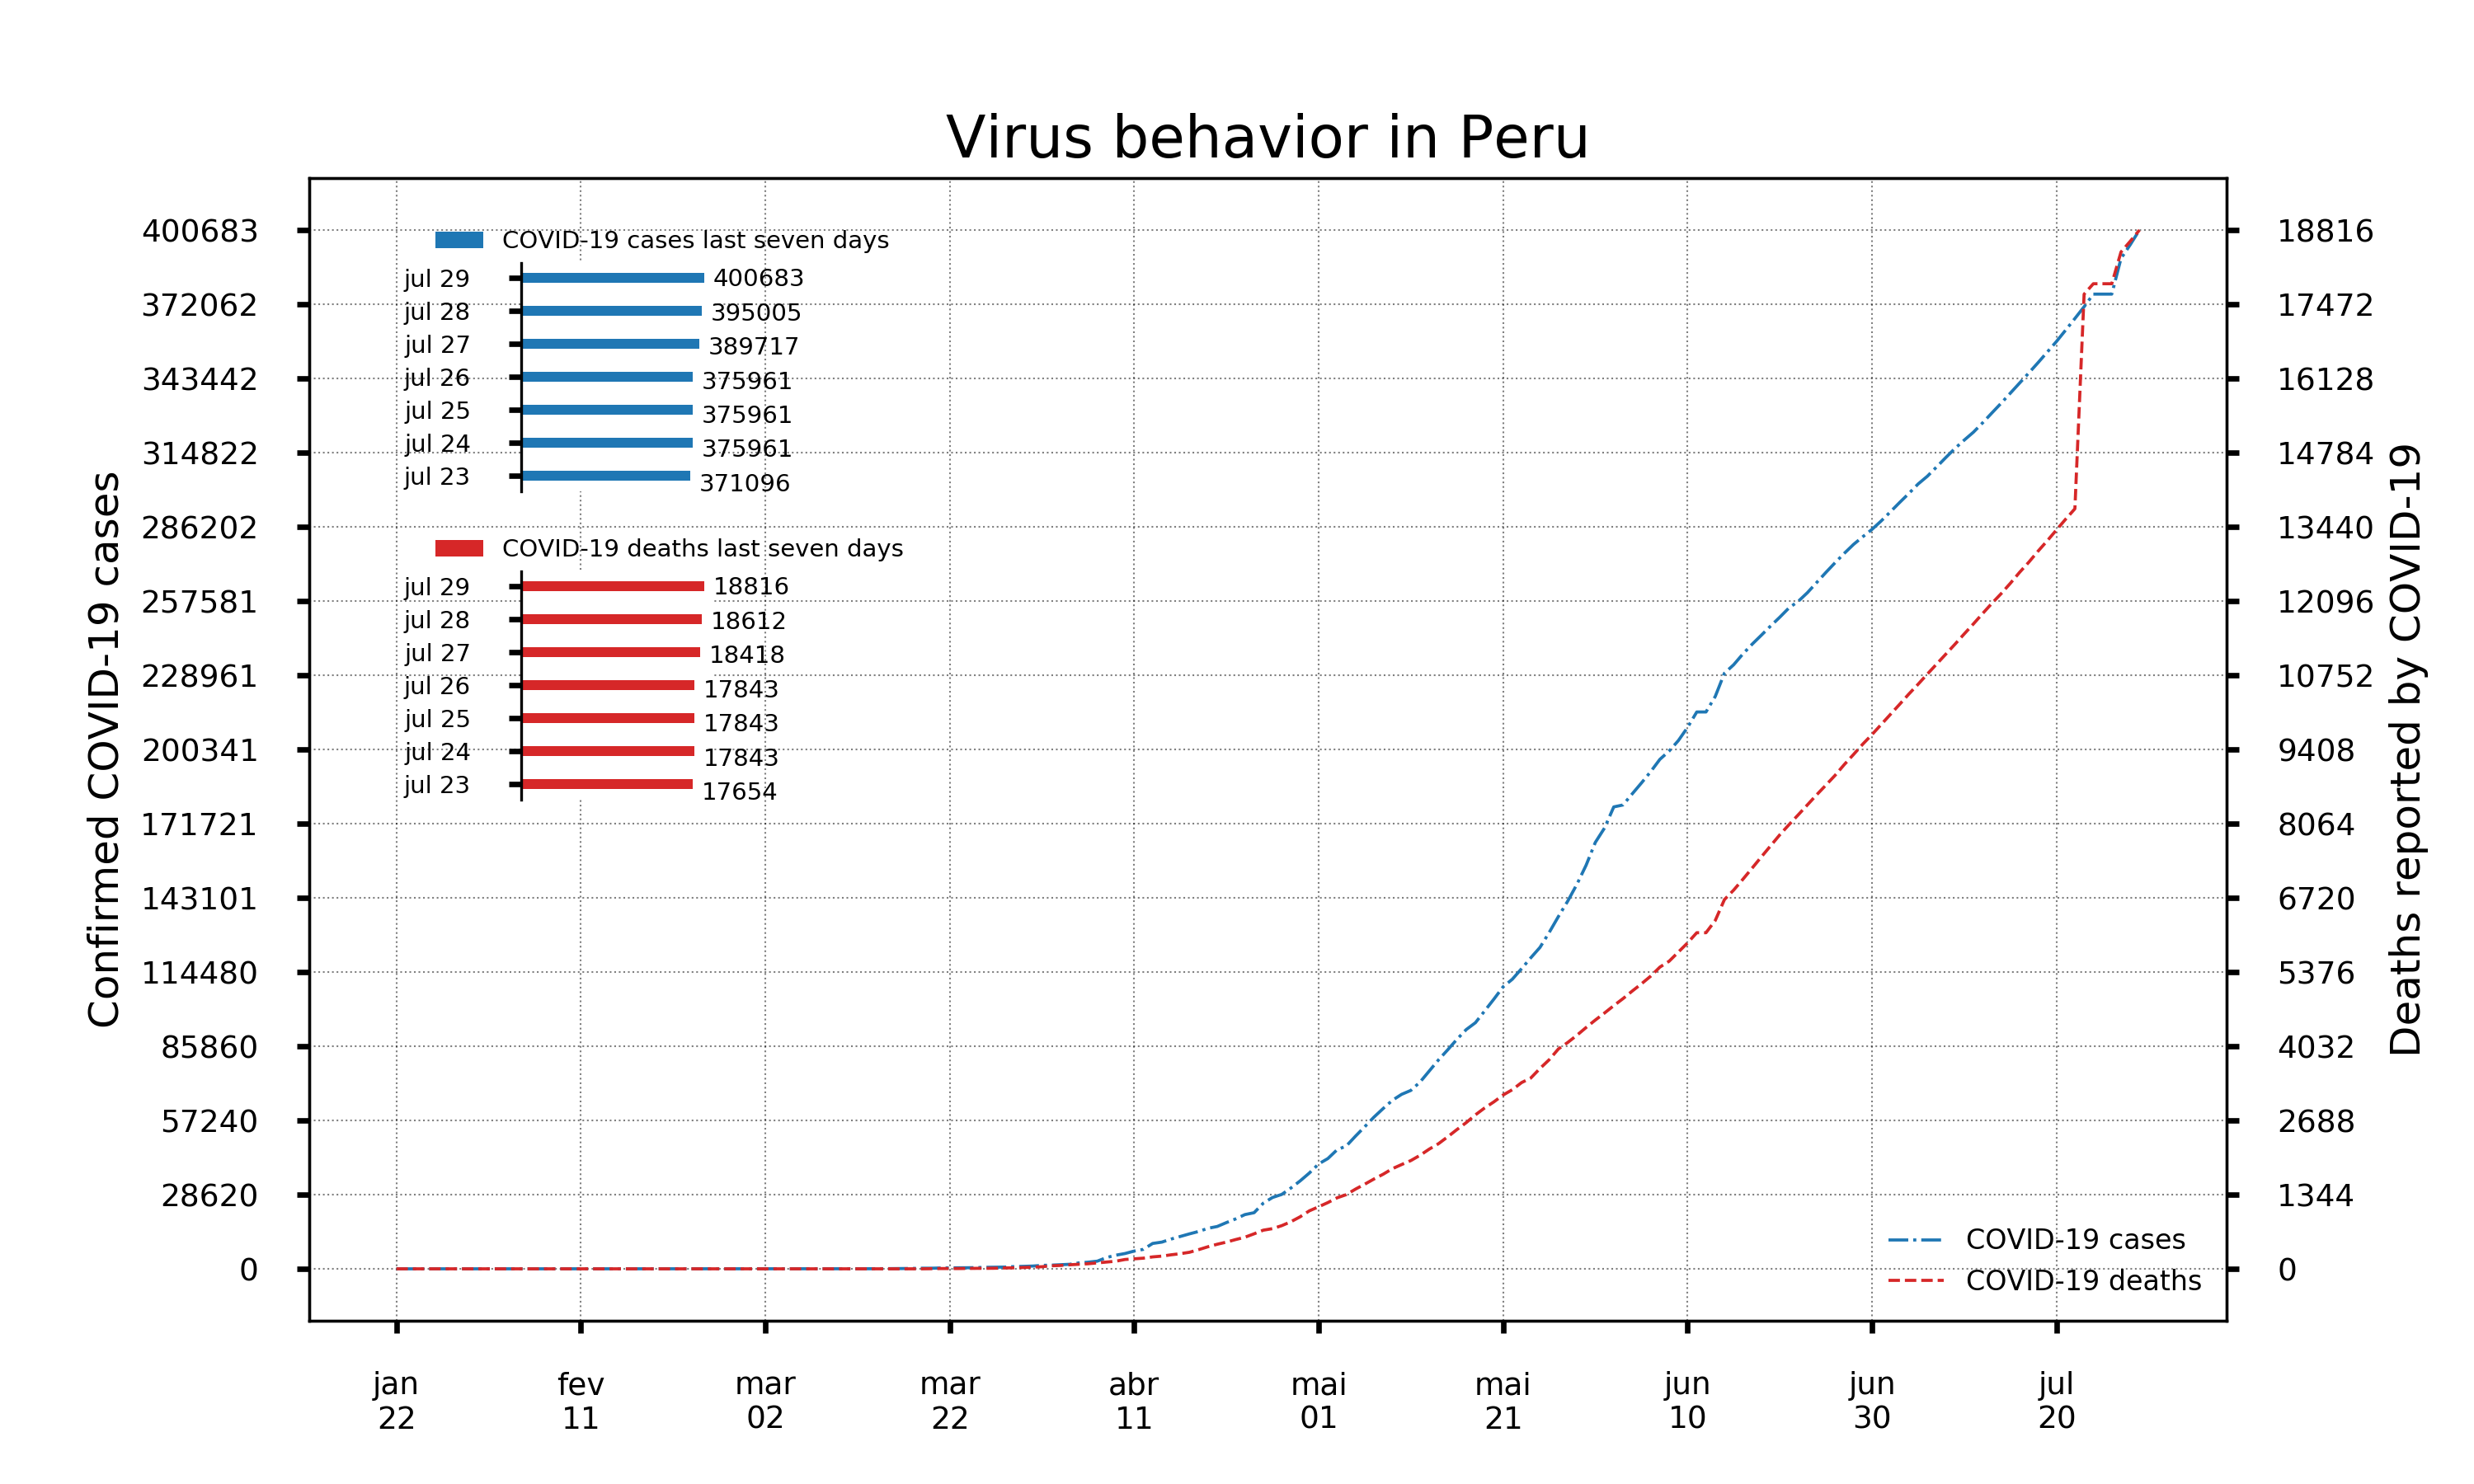 Virus behavior in Peru
Confirmed COVID-19 cases
400683
372062
343442
314822
286202
257581
228961
200341
171721
143101
114480
85860
57240
28620
0
COVID-19 cases last seven days
jul 29 400683
jul 28 395005
jul 27 389717
jul 26 375961
jul 25 375961
jul 24 375961
jul 23 371096
COVID-19 deaths last seven days
jul 29 18816
jul 28 18612
jul 27 18418
jul 26 17843
jul 25 17843
jul 24 17843
jul 23 17654
18816
17472
16128
14784
13440
12096
10752
9408
8064
6720
5376
4032
2688
1344
0
Deaths reported by COVID-19
COVID-19 cases
COVID-19 deaths
jan fev mar mar abr mai mai jun jun jul
22 11 02 22 11 01 21 10 30 20